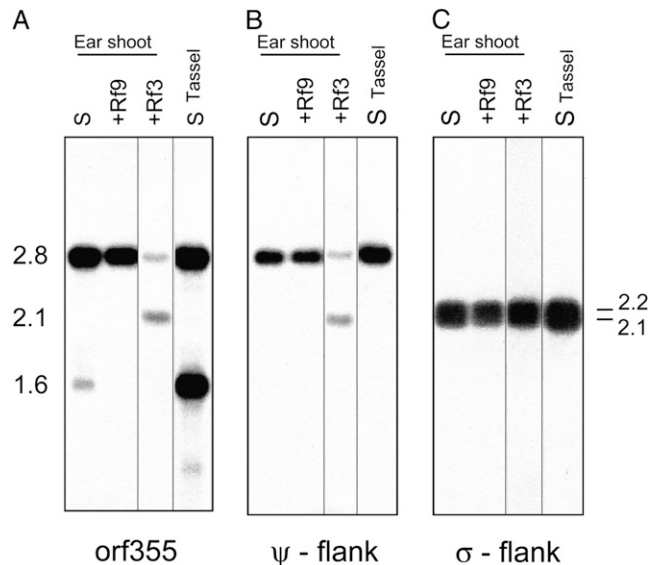 A
Ear shoot
S
+Rf9
+Rf3
S Tassel
B
Ear shoot
S
+Rf9
+Rf3
S Tassel
C
Ear shoot
S
+Rf9
+Rf3
S Tassel
2.8
2.1
1.6
2.2
2.1
orf355
ψ - flank
σ - flank